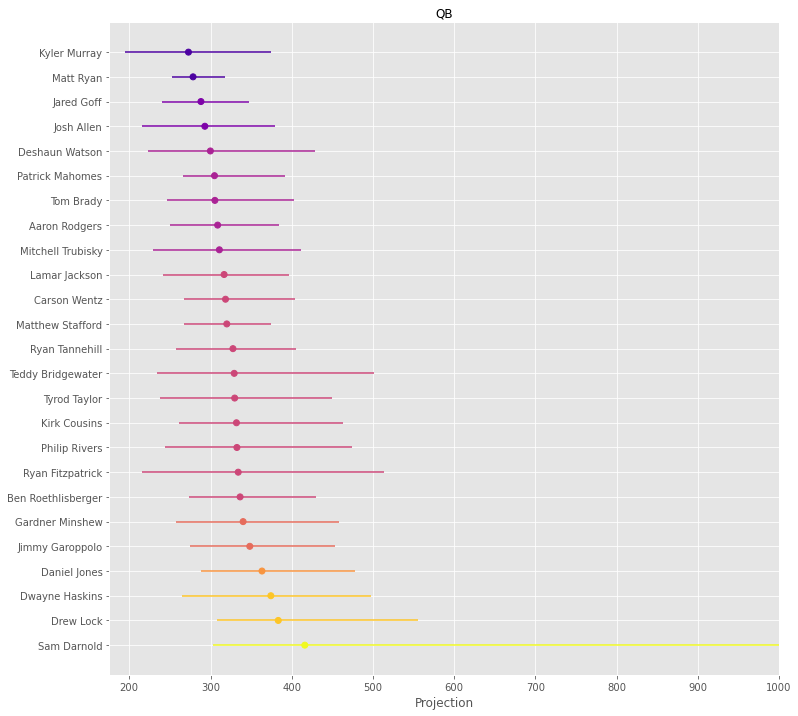 QB
Kyler Murray
Matt Ryan
Jared Goff
Josh Allen
Deshaun Watson
Patrick Mahomes
Tom Brady
Aaron Rodgers
Mitchell Trubisky
Lamar Jackson
Carson Wentz
Matthew Stafford
Ryan Tannehill
Teddy Bridgewater
Tyrod Taylor
Kirk Cousins
Philip Rivers
Ryan Fitzpatrick
Ben Roethlisberger
Gardner Minshew
Jimmy Garoppolo
Daniel Jones
Dwayne Haskins
Drew Lock
Sam Darnold
200 300 400 500 600 700 800 900 1000
Projection